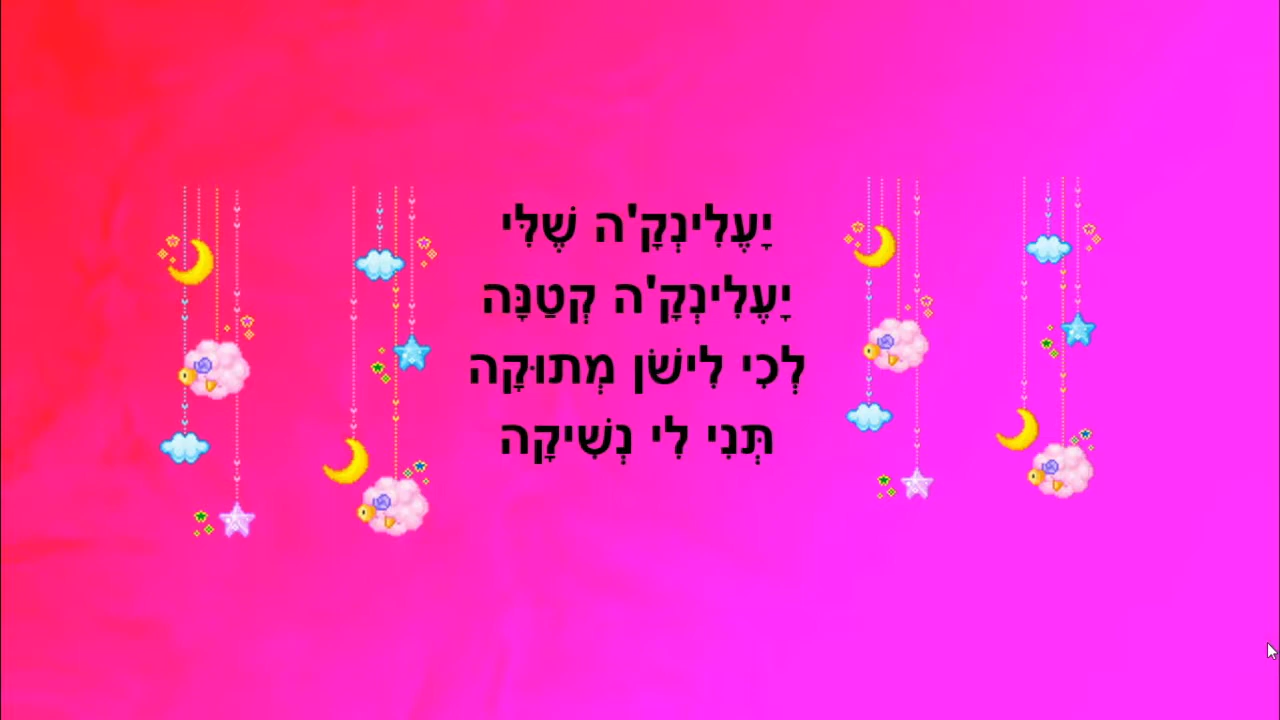 יָעֶלִינְקָ'ה שֶׁלִּי
יָעֶלִינְקָ'ה קְטַנָּה
לְכִי לִישֹׁן מְתוּקָה
תְּנִי לִי נְשִׁיקָה